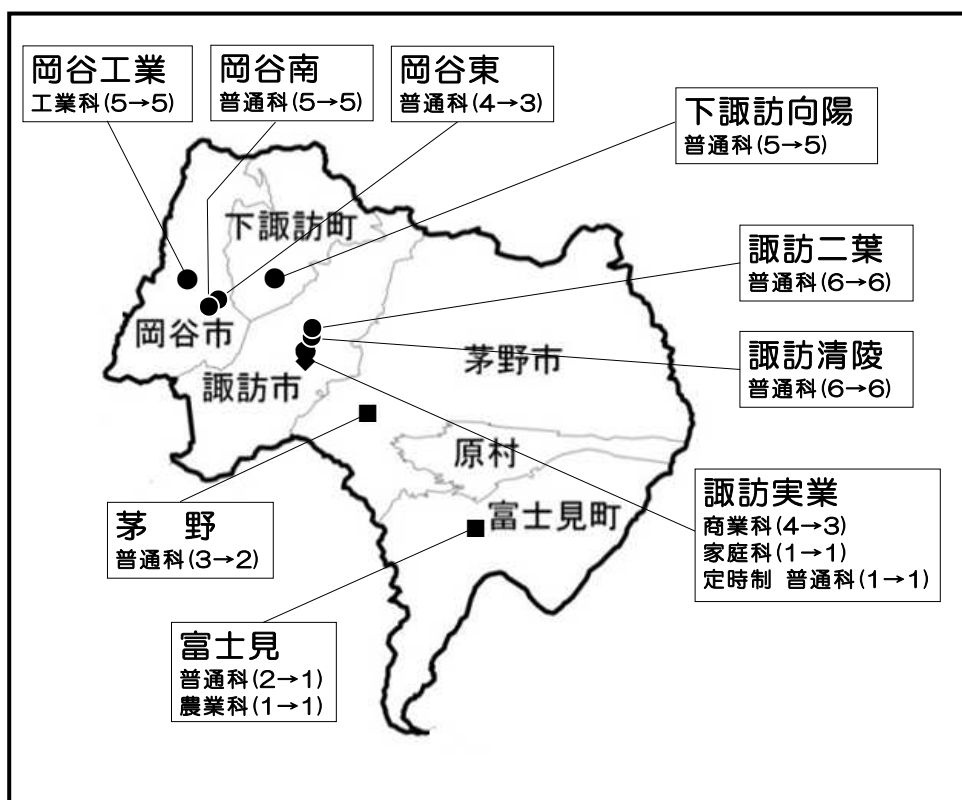 岡谷工業
工業科(5→5)
岡谷南
普通科(5→5)
岡谷東
普通科(4→3)
下諏訪向陽
普通科(5→5)
下諏訪町
諏訪二葉
普通科(6→6)
岡谷市
諏訪市
茅野市
諏訪清陵
普通科(6→6)
原村
諏訪実業
商業科(4→3)
家庭科(1→1)
定時制 普通科(1→1)
茅 野
普通科(3→2)
富士見町
富士見
普通科(2→1)
農業科(1→1)